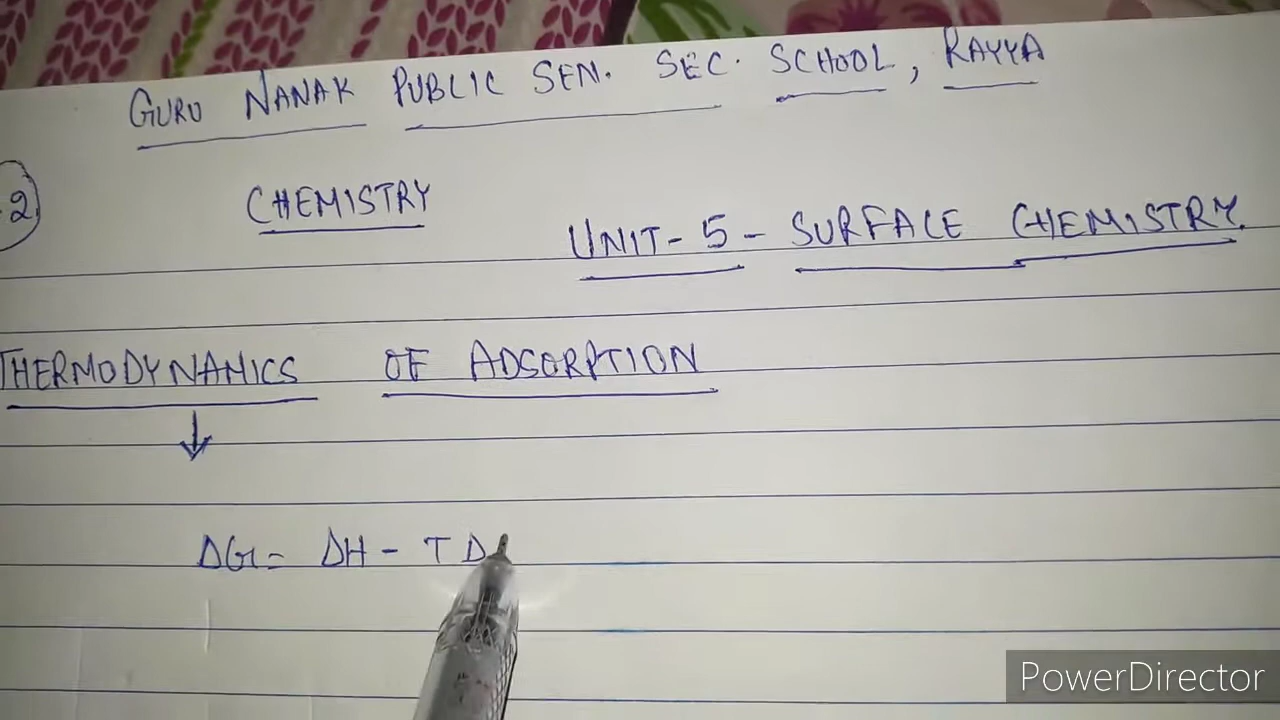 GURU NANAK PUBLIC SEN. SEC. SCHOOL, RAYYA
2
CHEMISTRY
UNIT-5- SURFACE CHEMISTRY
THERMODYNAMICS OF ADSORPTION
↓
ΔG = ΔH - TΔ
PowerDirector